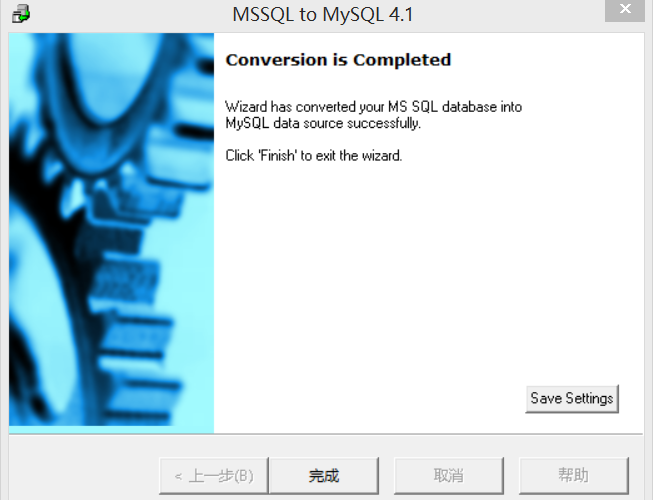 MSSQL to MySQL 4.1
Conversion is Completed
Wizard has converted your MS SQL database into
MySQL data source successfully.
Click 'Finish' to exit the wizard.
Save Settings
< 上一步(B)
完成
取消
帮助